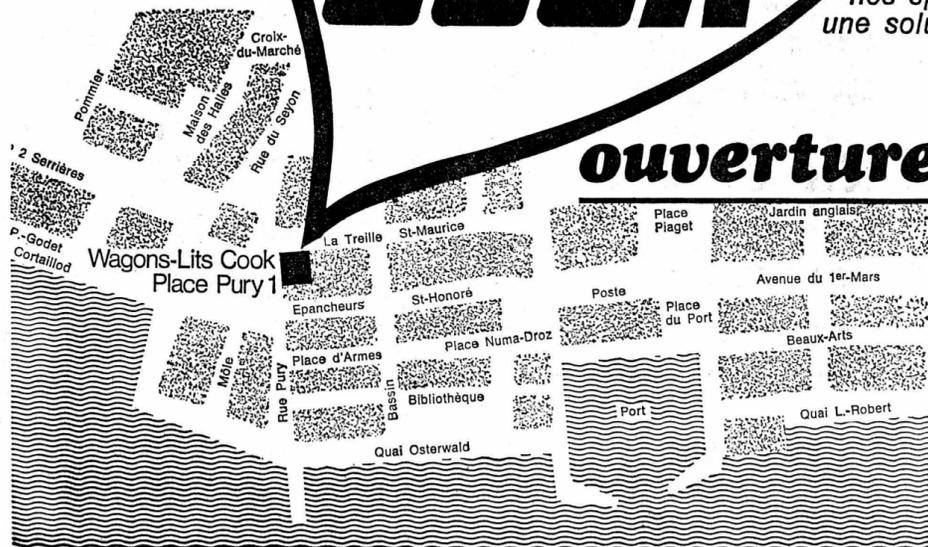 une solu
Croix-
du-Marché
Pommier
Maison
des Halles
Rue du Seyon
2 Serrières
ouverture
P.-Godet
Cortaillod
Wagons-Lits Cook
Place Pury 1
La Treille
St-Maurice
Place
Piaget
Jardin anglais
Epancheurs
St-Honoré
Poste
Place
du Port
Avenue du 1er-Mars
Place d'Armes
Place Numa-Droz
Beaux-Arts
Môle
Rue Pury
Bassin
Bibliothèque
Port
Quai L.-Robert
Quai Osterwald